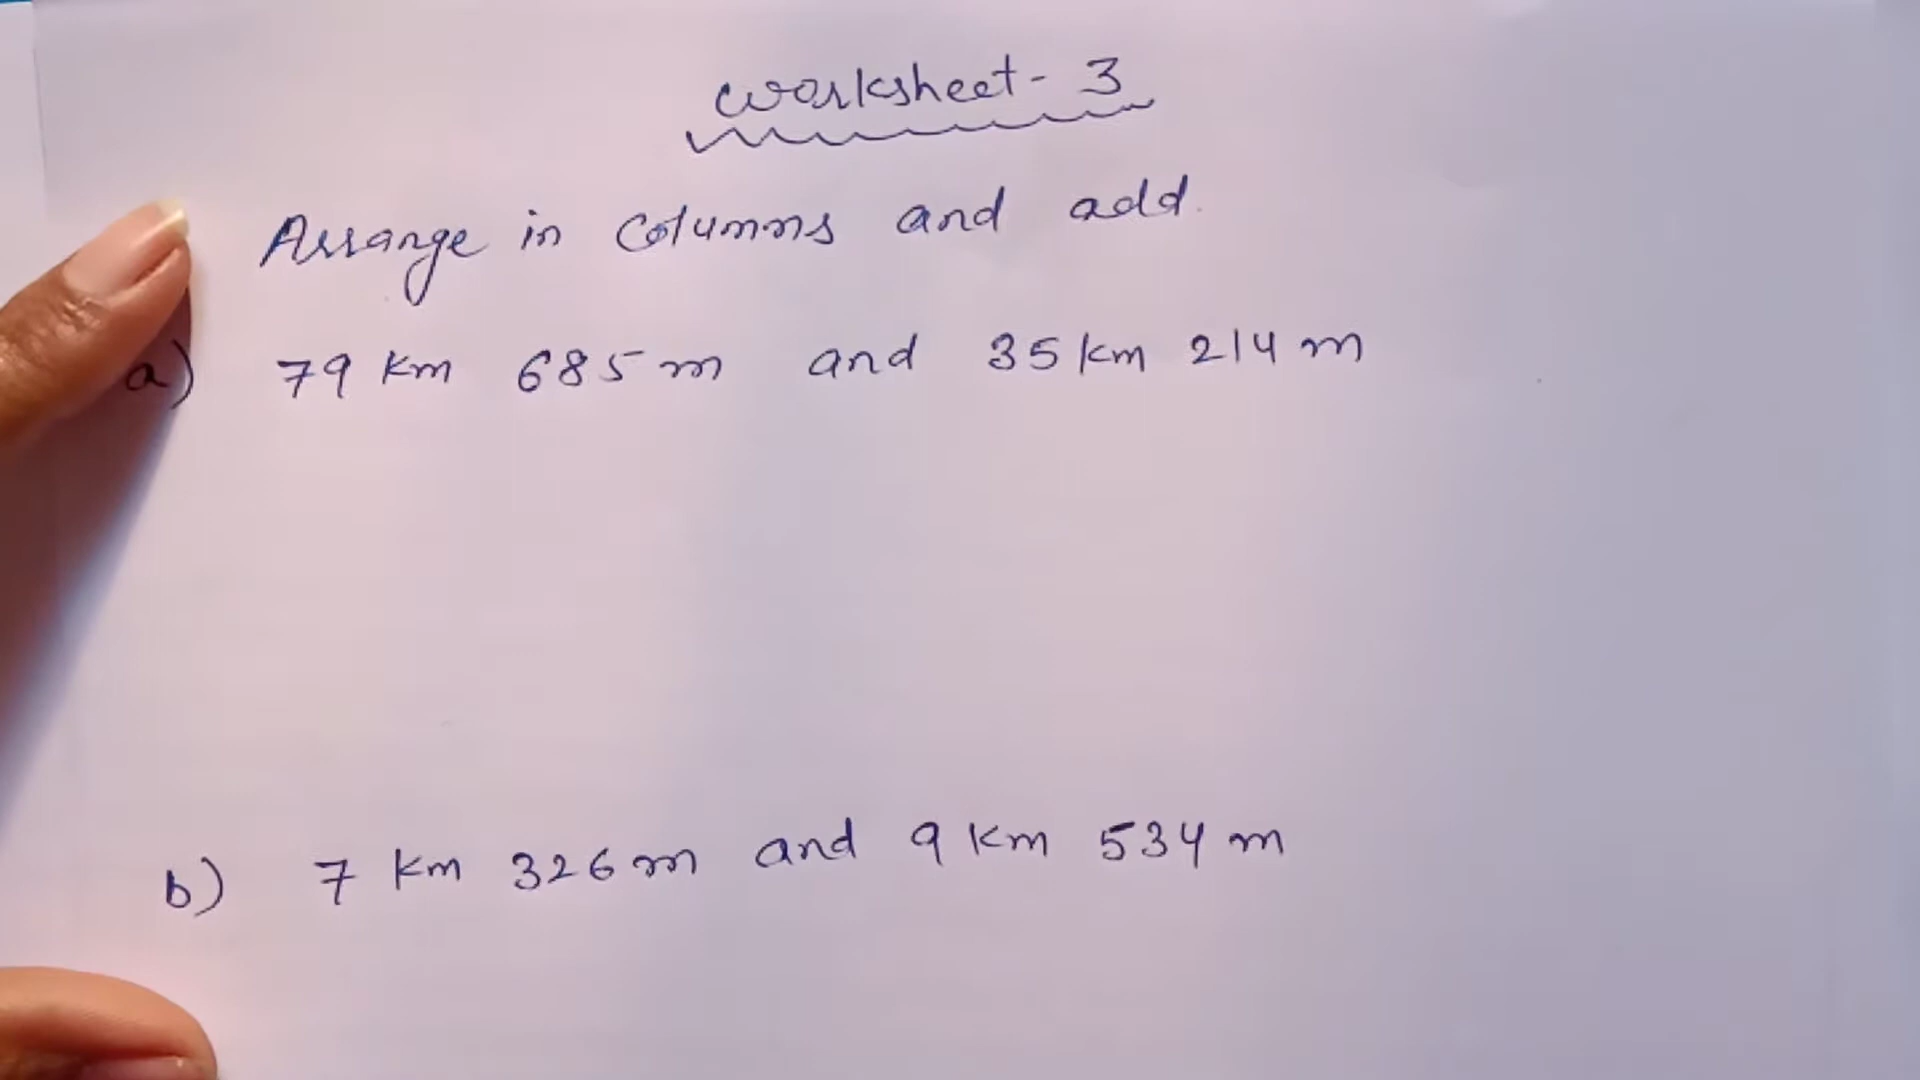 Worksheet - 3
Arrange in Columns and add.
a) 79 km 685 m and 35 km 214 m
b) 7 km 326 m and 9 km 534 m